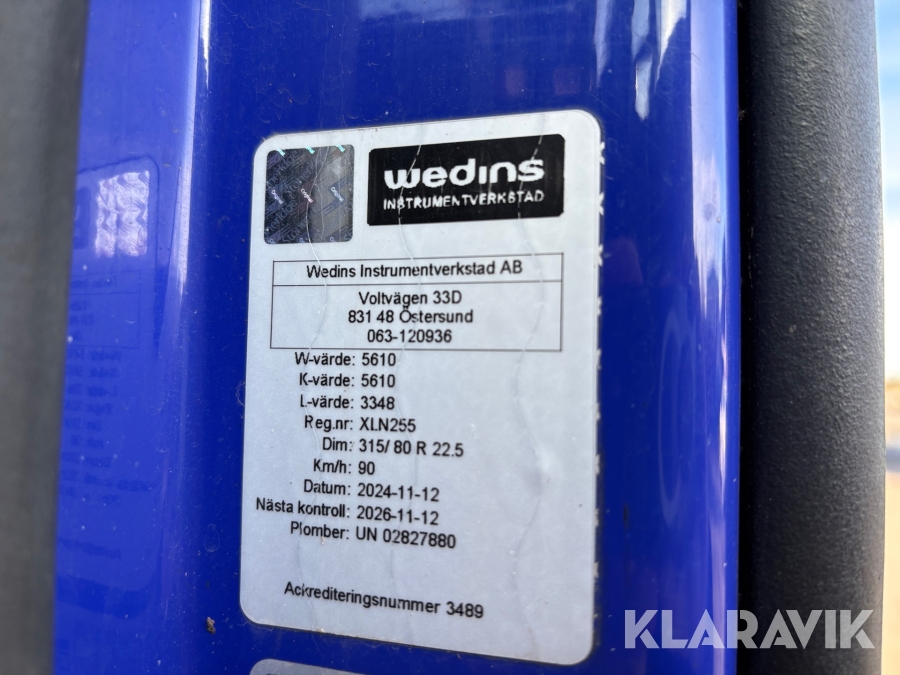 wedins
INSTRUMENTVERKSTAD
Wedins Instrumentverkstad AB
Voltvägen 33D
831 48 Östersund
063-120936
W-värde: 5610
K-värde: 5610
L-värde: 3348
Reg.nr: XLN255
Dim: 315/ 80 R 22.5
Km/h: 90
Datum: 2024-11-12
Nästa kontroll: 2026-11-12
Plomber: UN 02827880
Ackrediteringsnummer 3489
KLARAVIK